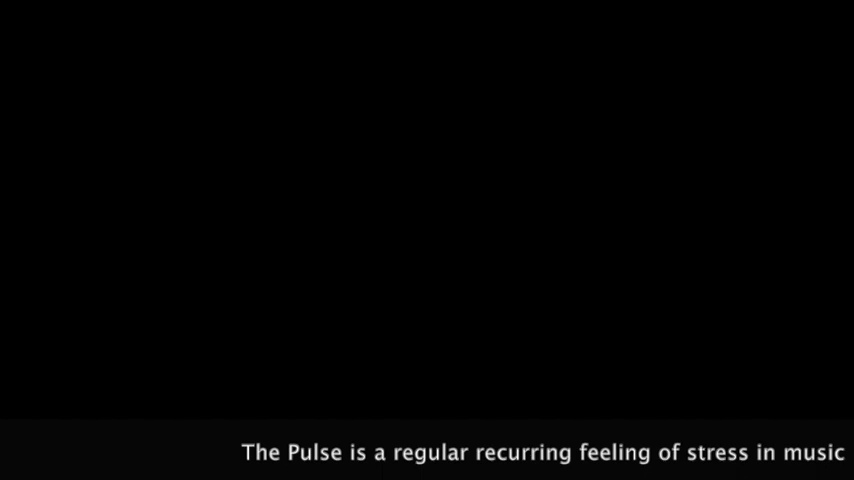 The Pulse is a regular recurring feeling of stress in music